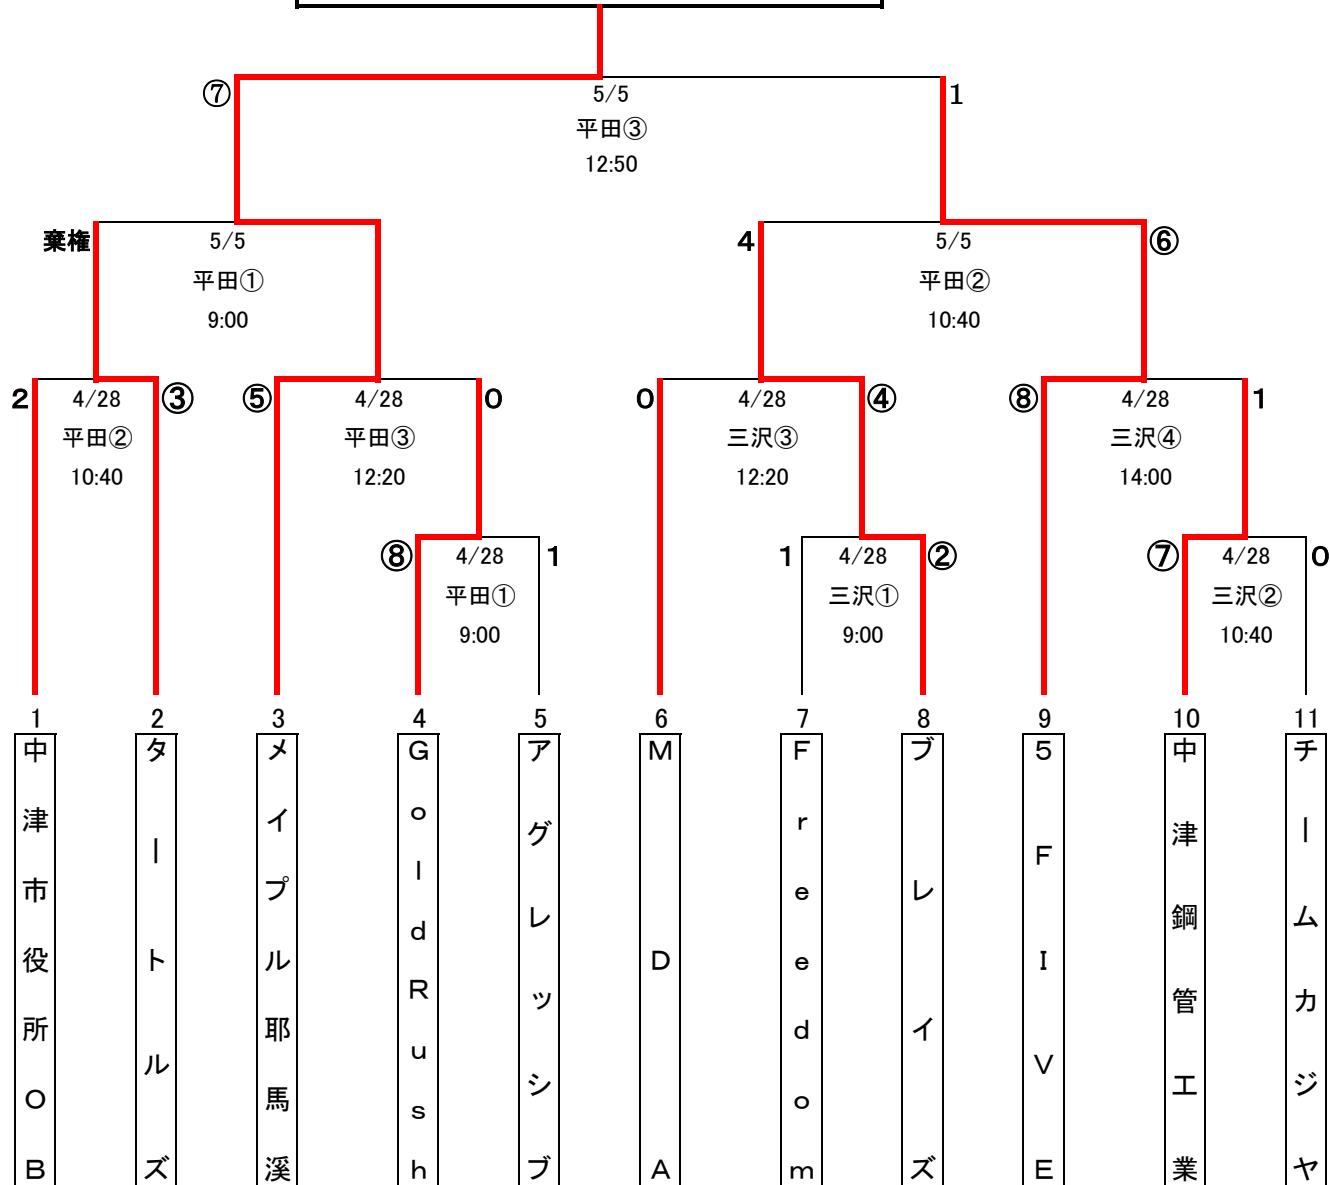 ⑦ 1
5/5
平田③
12:50
棄権 4 ⑥
5/5 5/5
平田① 平田②
9:00 10:40
2 ③ ⑤ 0 0 ④ ⑧ 1
4/28 4/28 4/28 4/28
平田② 平田③ 三沢③ 三沢④
10:40 12:20 12:20 14:00
⑧ 1 1 ② ⑦ 0
4/28 4/28 4/28
平田① 三沢① 三沢②
9:00 9:00 10:40
1 2 3 4 5 6 7 8 9 10 11
中津市役所OB
タートルズ
メイプル耶馬溪
GoldRush
アグレッシブ
MDA
Freedom
ブレイズ
5FIVE
中津鋼管工業
チームカジヤ